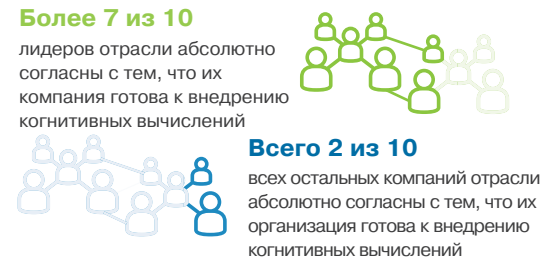 Более 7 из 10
лидеров отрасли абсолютно
согласны с тем, что их
компания готова к внедрению
когнитивных вычислений
Всего 2 из 10
всех остальных компаний отрасли
абсолютно согласны с тем, что их
организация готова к внедрению
когнитивных вычислений